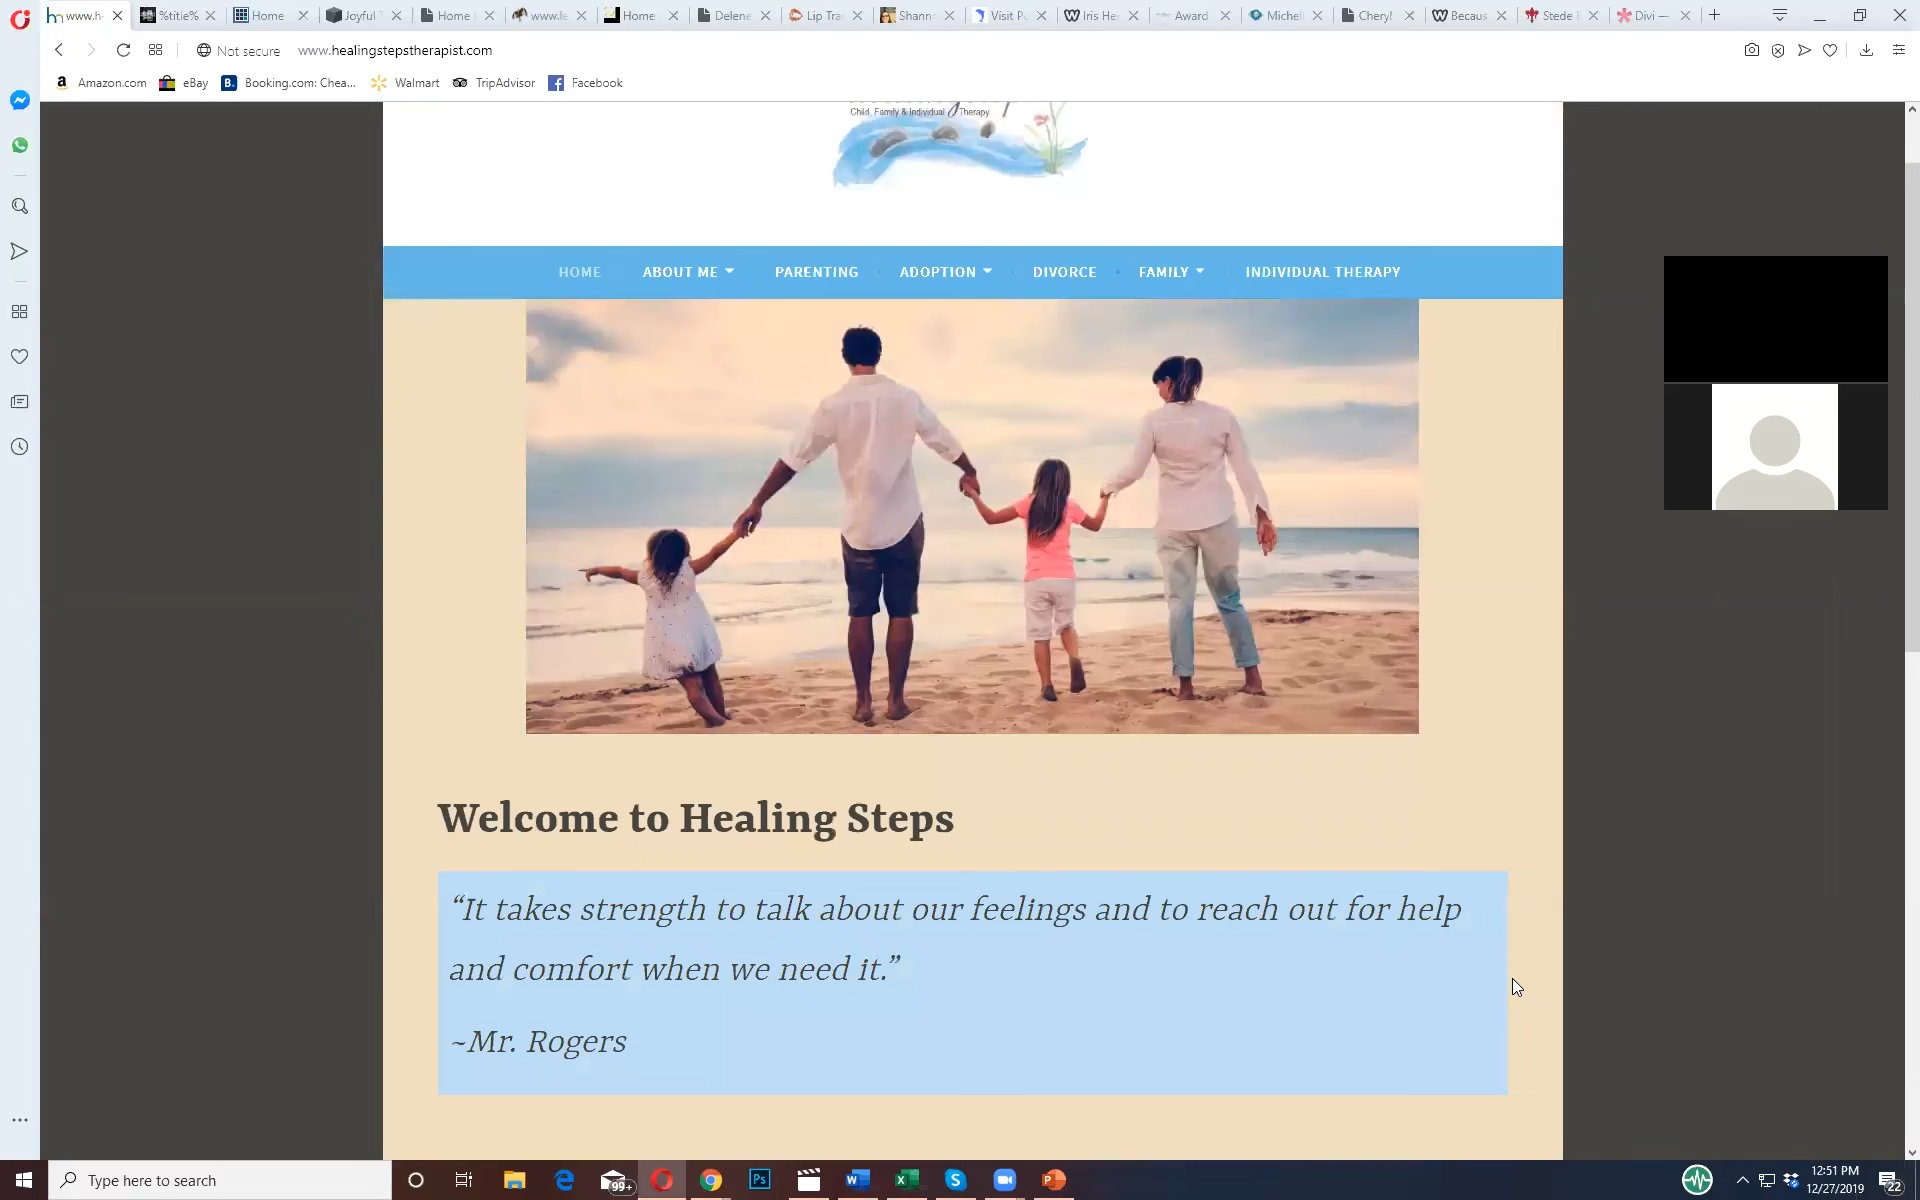 www.h
%title%
Home
Joyful T
Home
www.le
Home
Delene
Lip Tra
Shann
Visit P
Iris He
Award
Michel
Cheryl
Becaus
Stede
Divi —
Not secure www.healingstepstherapist.com
Amazon.com eBay Booking.com: Chea... Walmart TripAdvisor Facebook
Child, Family & Individual Therapy
HOME ABOUT ME PARENTING ADOPTION DIVORCE FAMILY INDIVIDUAL THERAPY
Welcome to Healing Steps
“It takes strength to talk about our feelings and to reach out for help
and comfort when we need it.”
~Mr. Rogers
Type here to search
99+
12:51 PM
12/27/2019
22